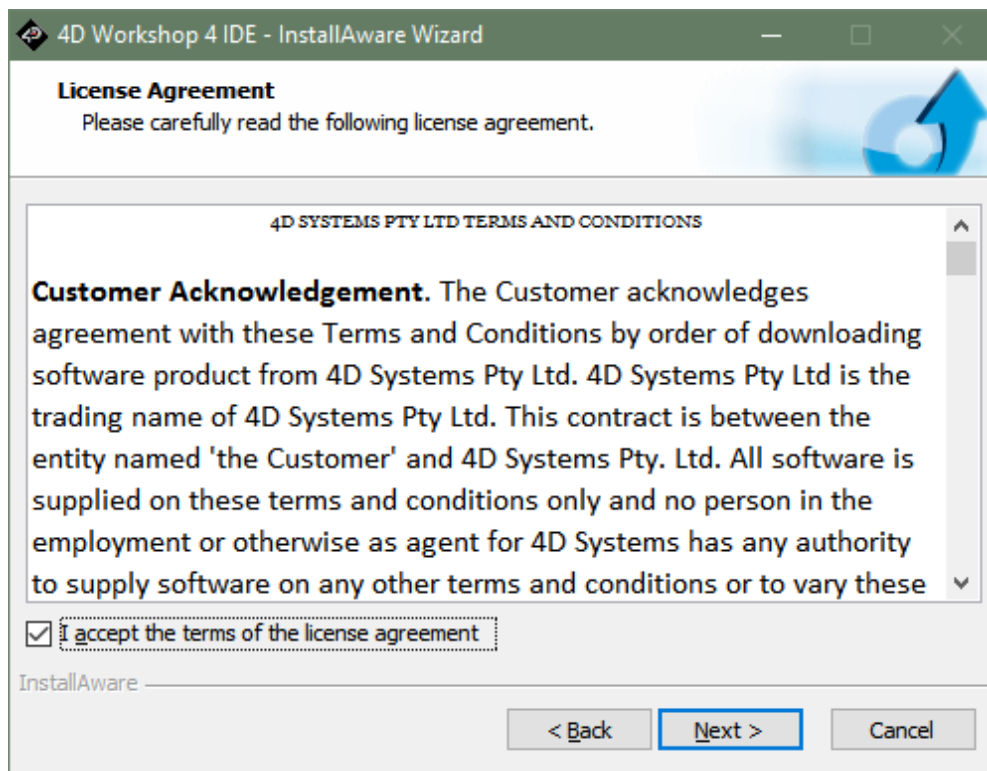 4D Workshop 4 IDE - InstallAware Wizard
License Agreement
Please carefully read the following license agreement.
4D SYSTEMS PTY LTD TERMS AND CONDITIONS
Customer Acknowledgement. The Customer acknowledges
agreement with these Terms and Conditions by order of downloading
software product from 4D Systems Pty Ltd. 4D Systems Pty Ltd is the
trading name of 4D Systems Pty Ltd. This contract is between the
entity named 'the Customer' and 4D Systems Pty. Ltd. All software is
supplied on these terms and conditions only and no person in the
employment or otherwise as agent for 4D Systems has any authority
to supply software on any other terms and conditions or to vary these
I accept the terms of the license agreement
InstallAware
< Back Next > Cancel